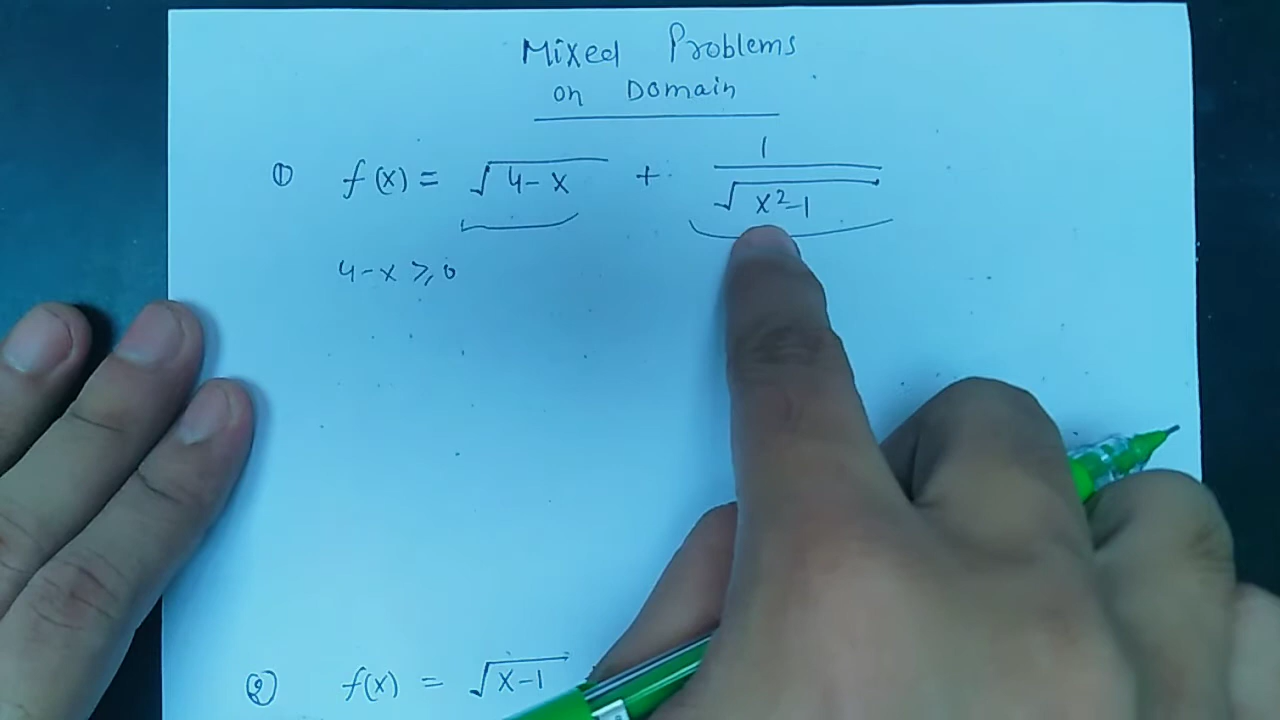 Mixed Problems
on Domain
① f(x) = √4-x + 1/√x²-1
4-x ≥ 0
② f(x) = √x-1